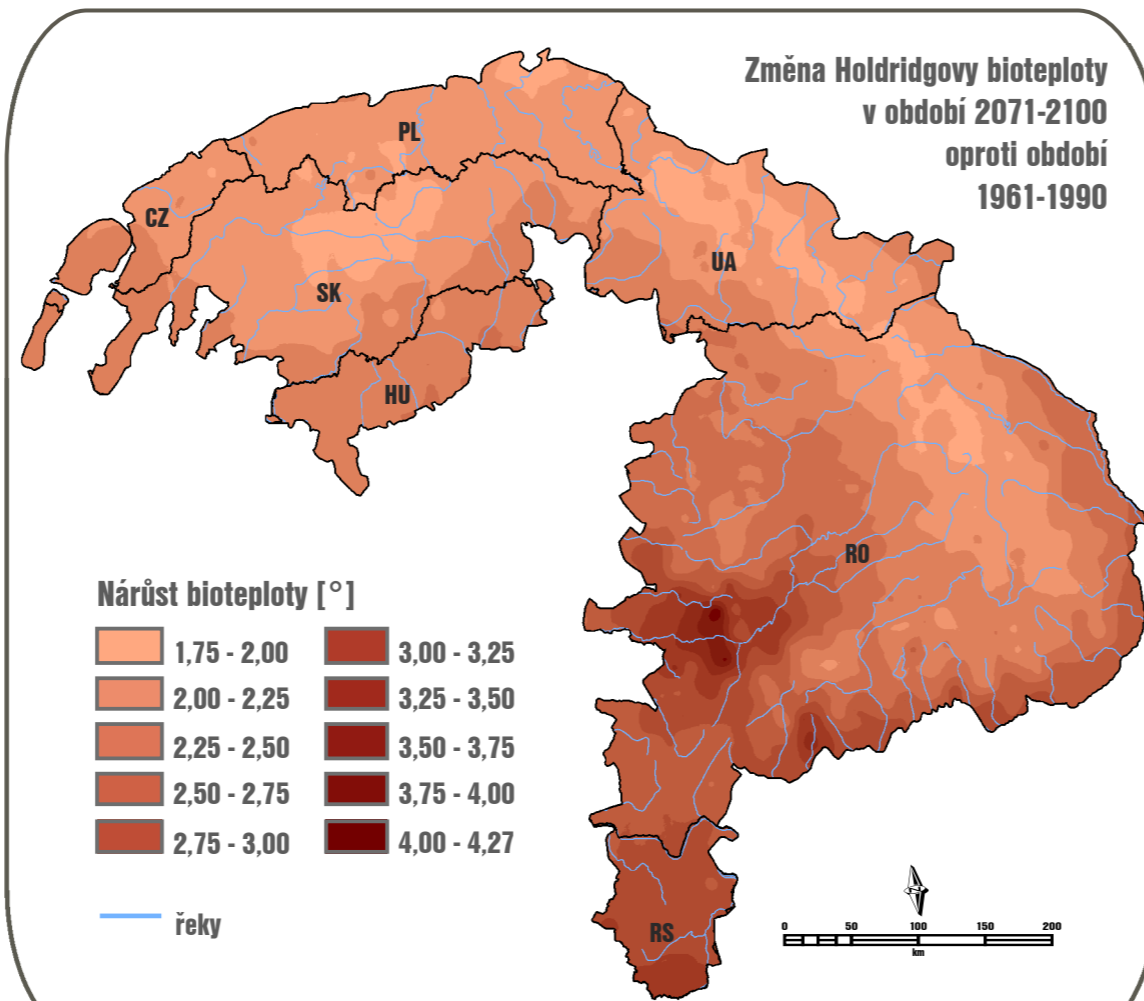 Změna Holdridgovy bioteploty
v období 2071-2100
oproti období
1961-1990
PL
CZ
UA
SK
HU
RO
RS
Nárůst bioteploty [°]
1,75 - 2,00
2,00 - 2,25
2,25 - 2,50
2,50 - 2,75
2,75 - 3,00
3,00 - 3,25
3,25 - 3,50
3,50 - 3,75
3,75 - 4,00
4,00 - 4,27
řeky
0 50 100 150 200
km